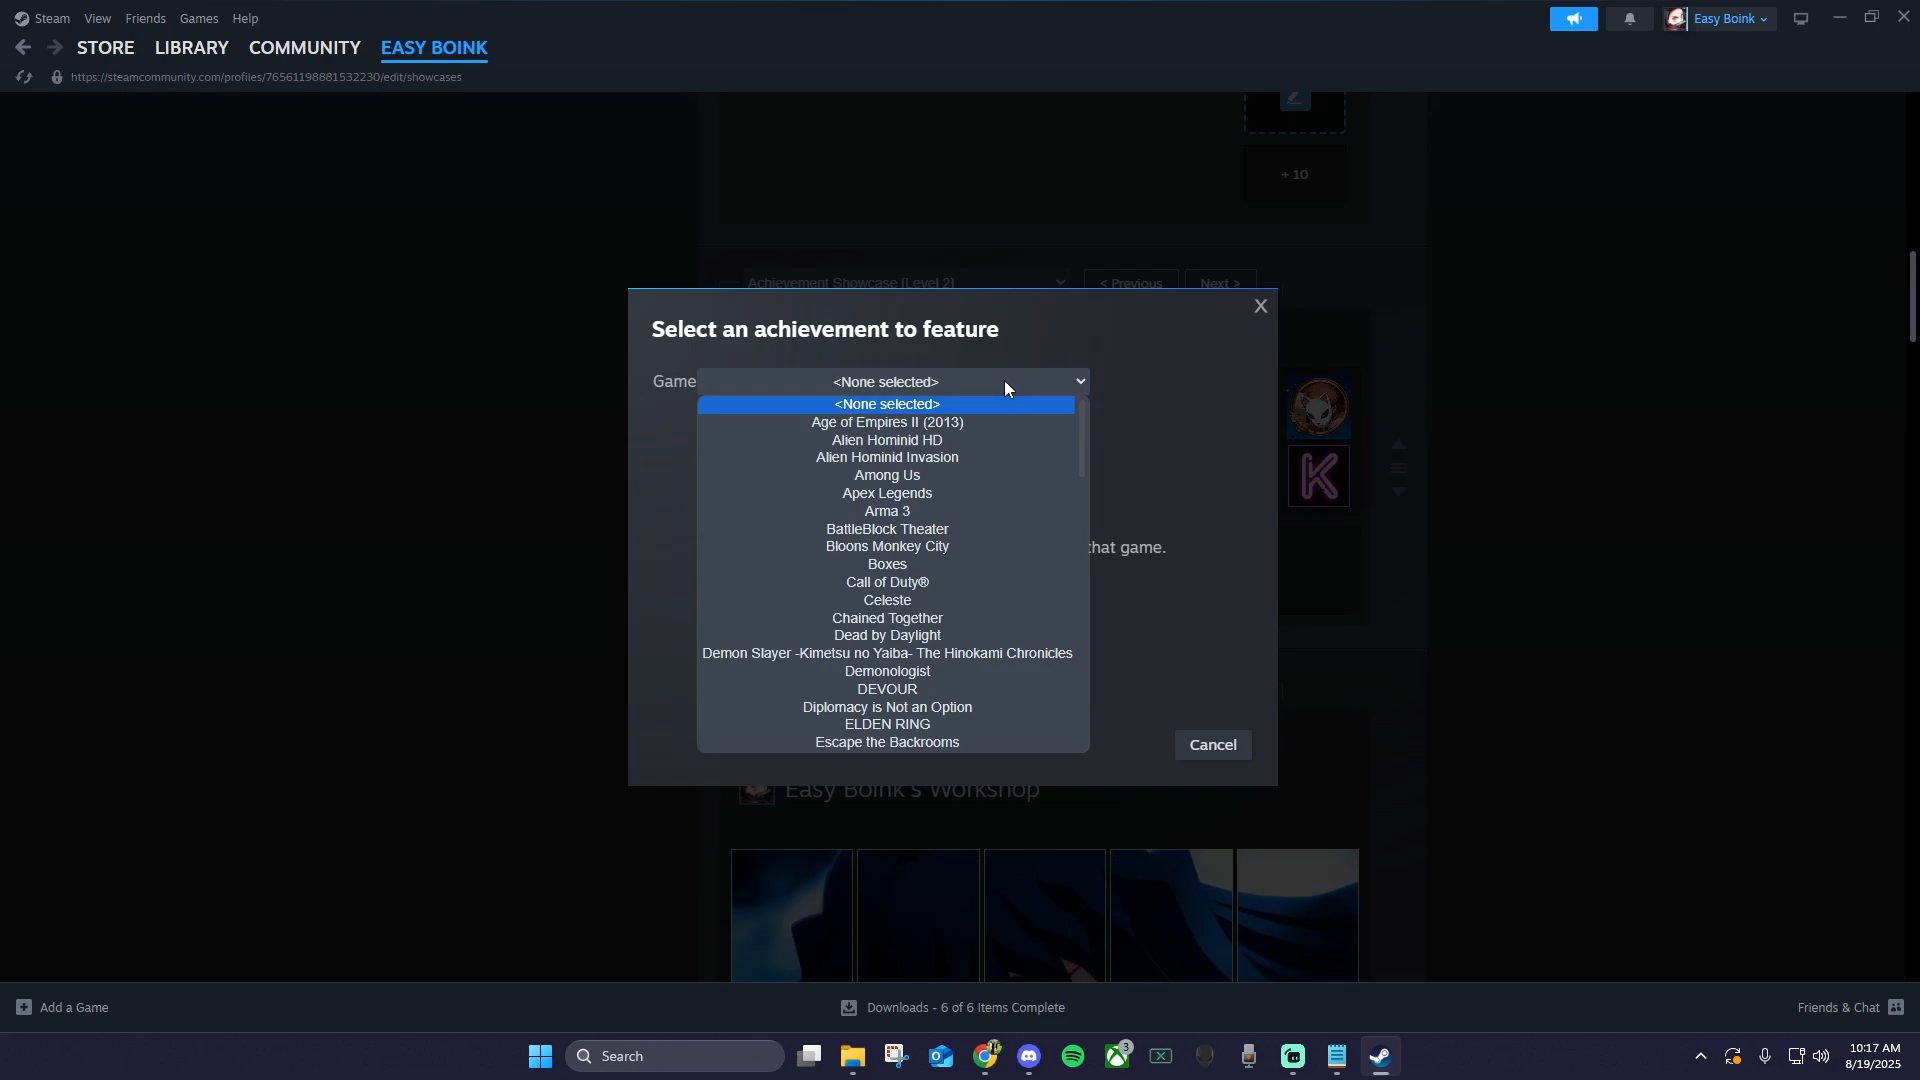 Steam View Friends Games Help
Easy Boink
STORE LIBRARY COMMUNITY EASY BOINK
https://steamcommunity.com/profiles/76561198881532230/edit/showcases
+ 10
Achievement Showcase [Level 2]
< Previous
Next >
X
Select an achievement to feature
Game
<None selected>
<None selected>
Age of Empires II (2013)
Alien Hominid HD
Alien Hominid Invasion
Among Us
Apex Legends
Arma 3
BattleBlock Theater
K
Bloons Monkey City
that game.
Boxes
Call of Duty®
Celeste
Chained Together
Dead by Daylight
Demon Slayer -Kimetsu no Yaiba- The Hinokami Chronicles
Demonologist
DEVOUR
Diplomacy is Not an Option
ELDEN RING
Escape the Backrooms
Cancel
Easy Boink's Workshop
Add a Game
Downloads - 6 of 6 Items Complete
Friends & Chat
Search
3
10:17 AM
8/19/2025